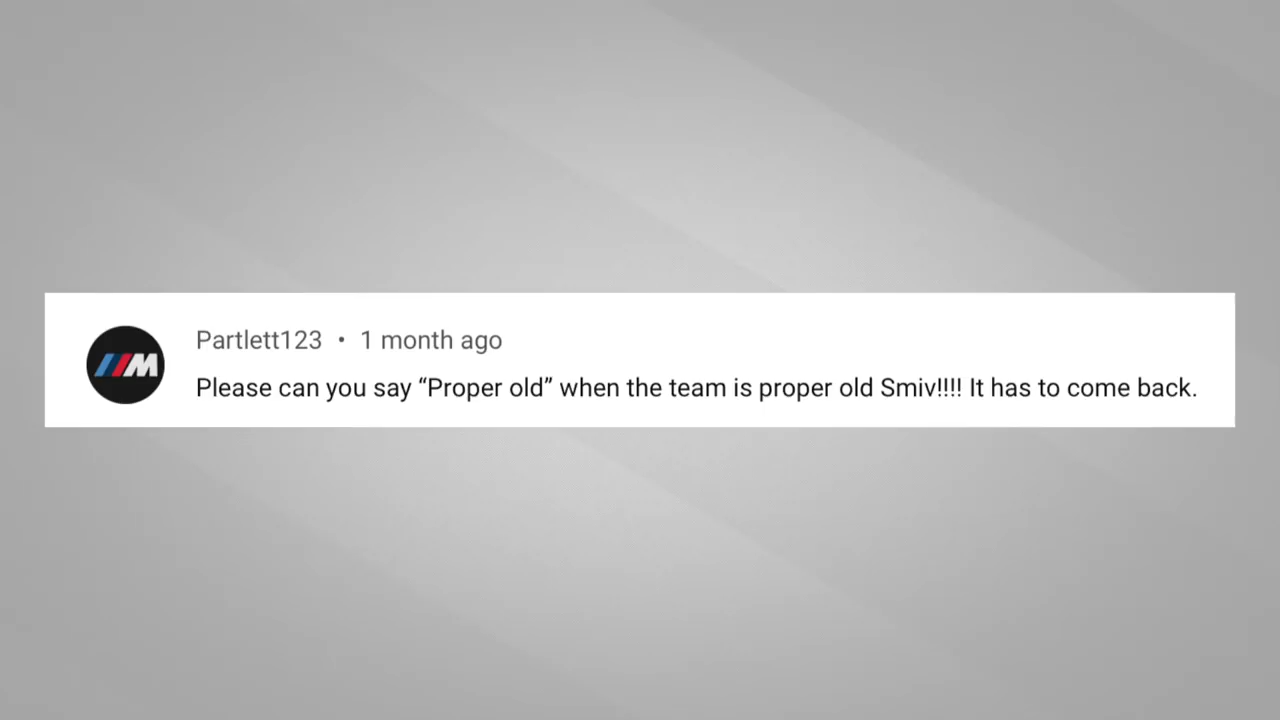 Partlett123 • 1 month ago
M
Please can you say “Proper old” when the team is proper old Smiv!!!! It has to come back.